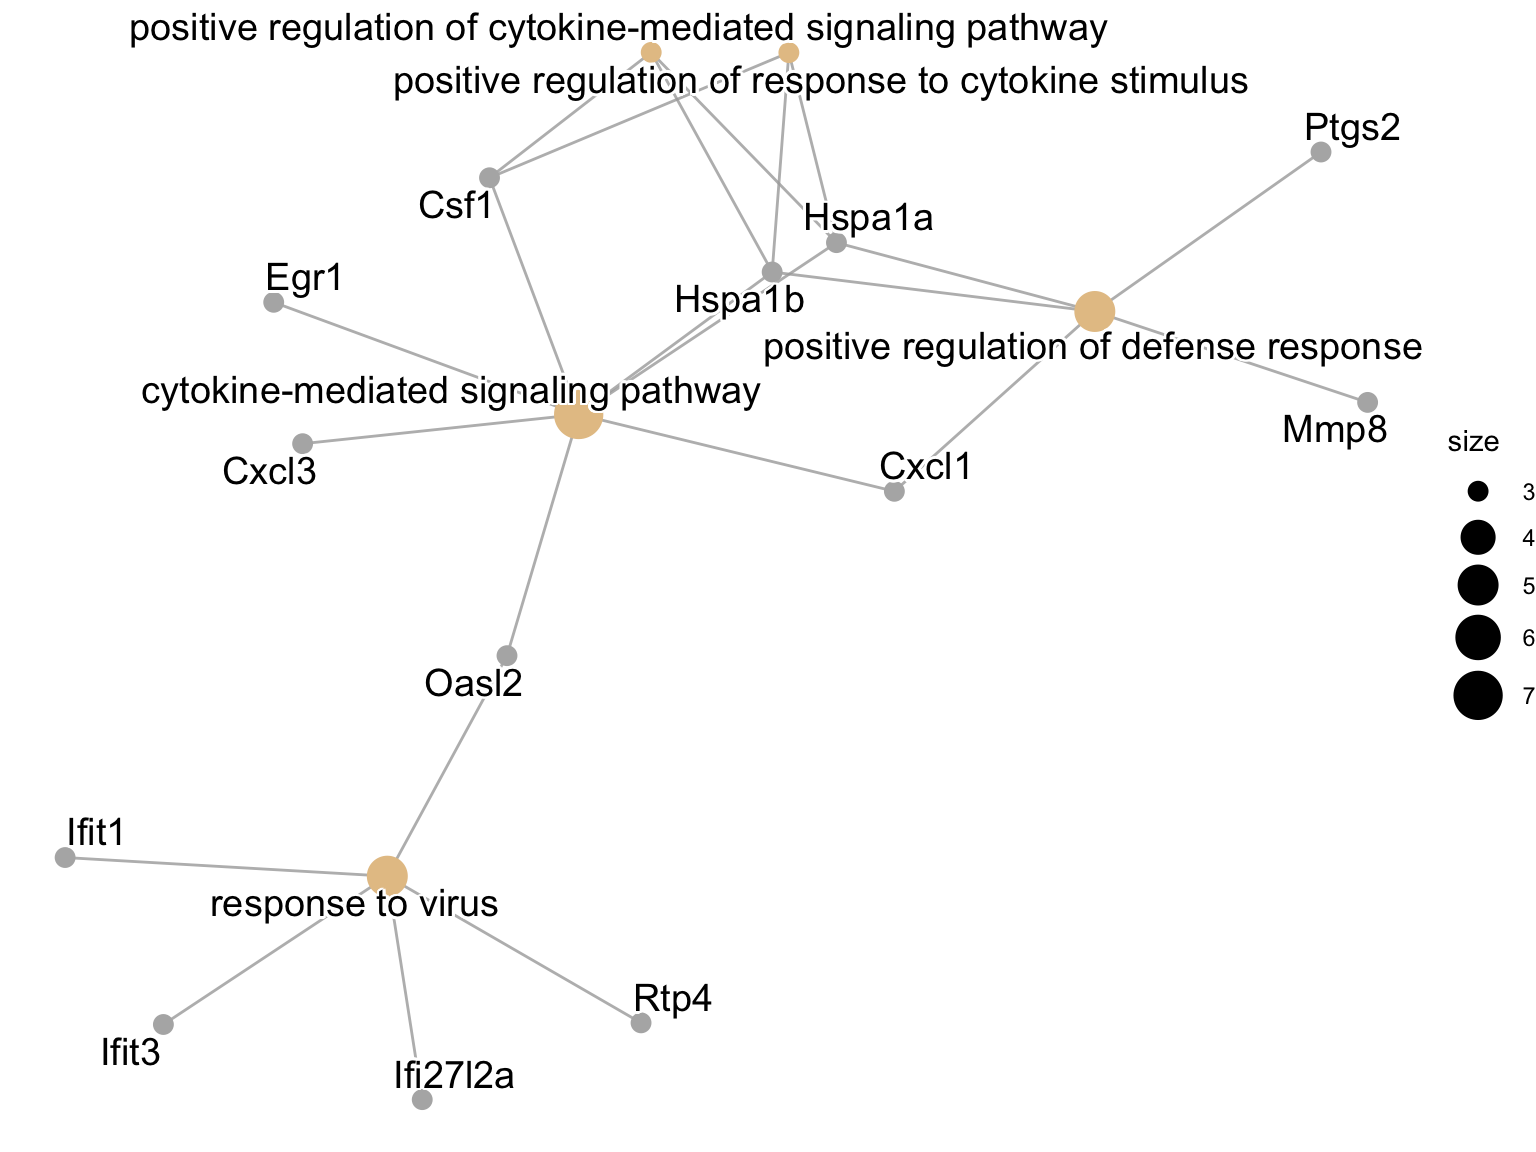 positive regulation of cytokine-mediated signaling pathway
positive regulation of response to cytokine stimulus
Ptgs2
Csf1
Hspa1a
Egr1
Hspa1b
positive regulation of defense response
cytokine-mediated signaling pathway
Mmp8
size
Cxcl3
Cxcl1
3
4
5
6
7
Oasl2
Ifit1
response to virus
Rtp4
Ifit3
Ifi27l2a